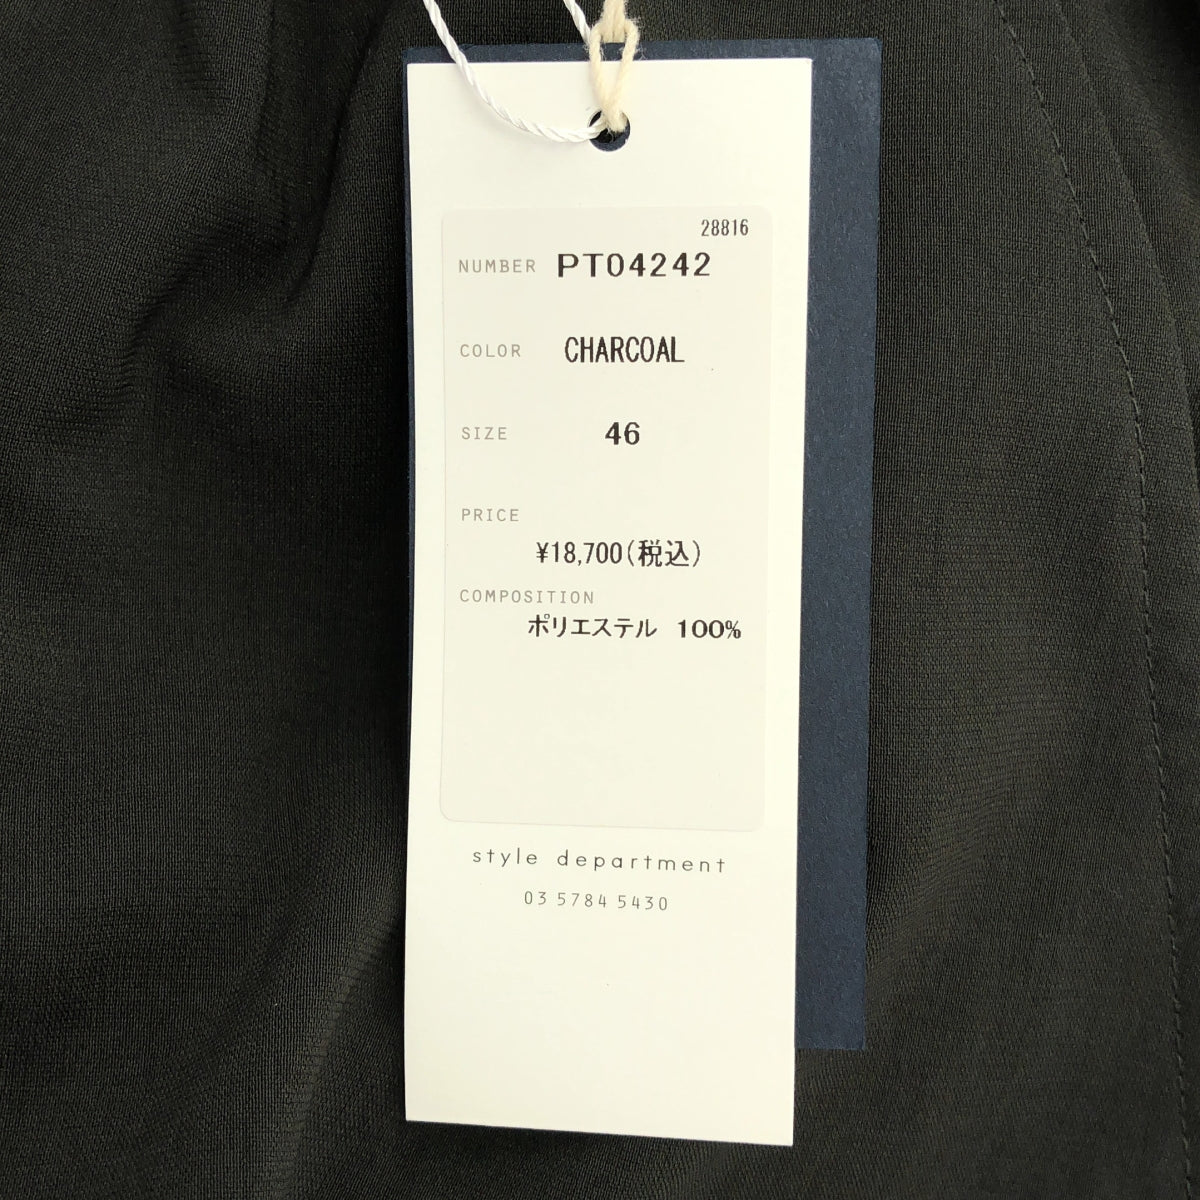 28816
NUMBER PT04242
COLOR CHARCOAL
SIZE 46
PRICE
¥18,700(税込)
COMPOSITION
ポリエステル 100%
style department
03 5784 5430